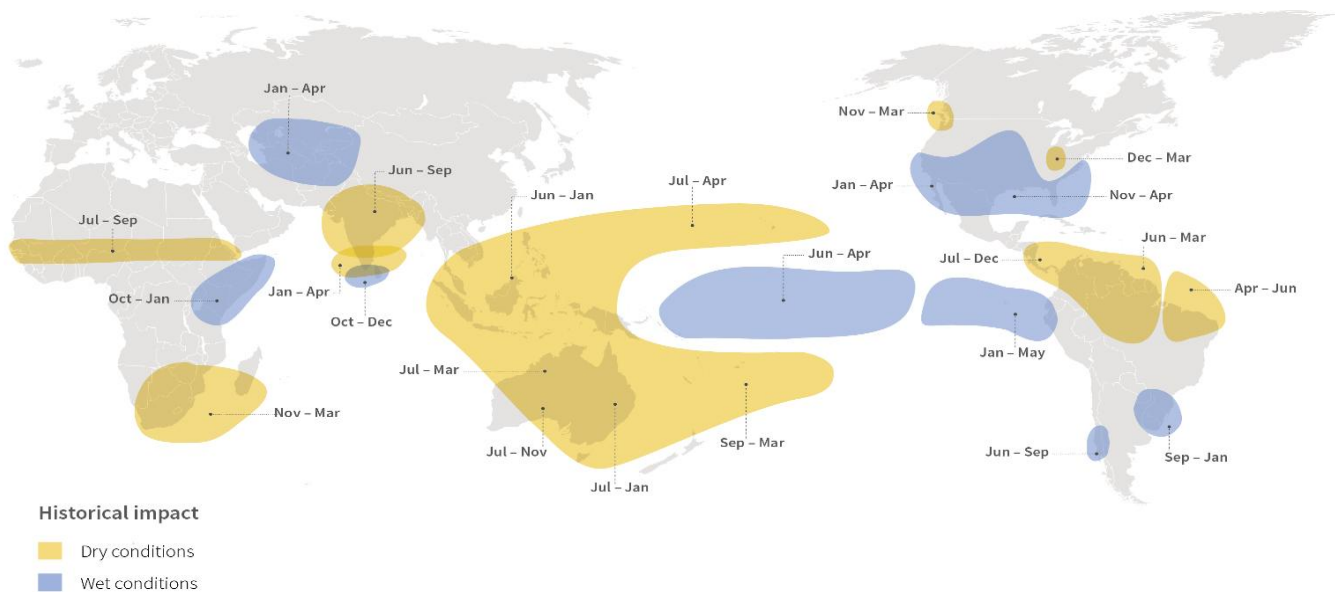 Jan – Apr
Nov – Mar
Dec – Mar
Jun – Sep
Jul – Apr
Jan – Apr
Jun – Jan
Nov – Apr
Jul – Sep
Jun – Mar
Jun – Apr
Jul – Dec
Jan – Apr
Apr – Jun
Oct – Jan
Oct – Dec
Jan – May
Jul – Mar
Nov – Mar
Sep – Mar
Jul – Nov
Jun – Sep
Sep – Jan
Jul – Jan
Historical impact
Dry conditions
Wet conditions